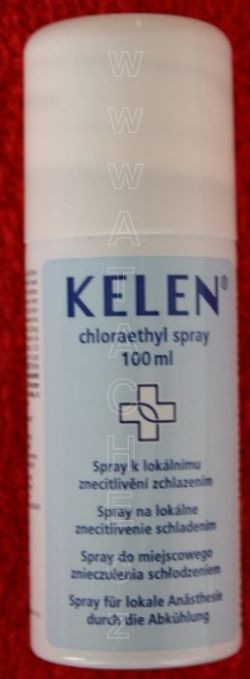 KELEN®
chloraethyl spray
100 ml
Spray k lokálnímu
znecitlivění zchlazením
Spray na lokálne
znecitlivenie schladením
Spray do miejscowego
znieczulenia schłodzeniem
Spray für lokale Anästhesie
durch die Abkühlung